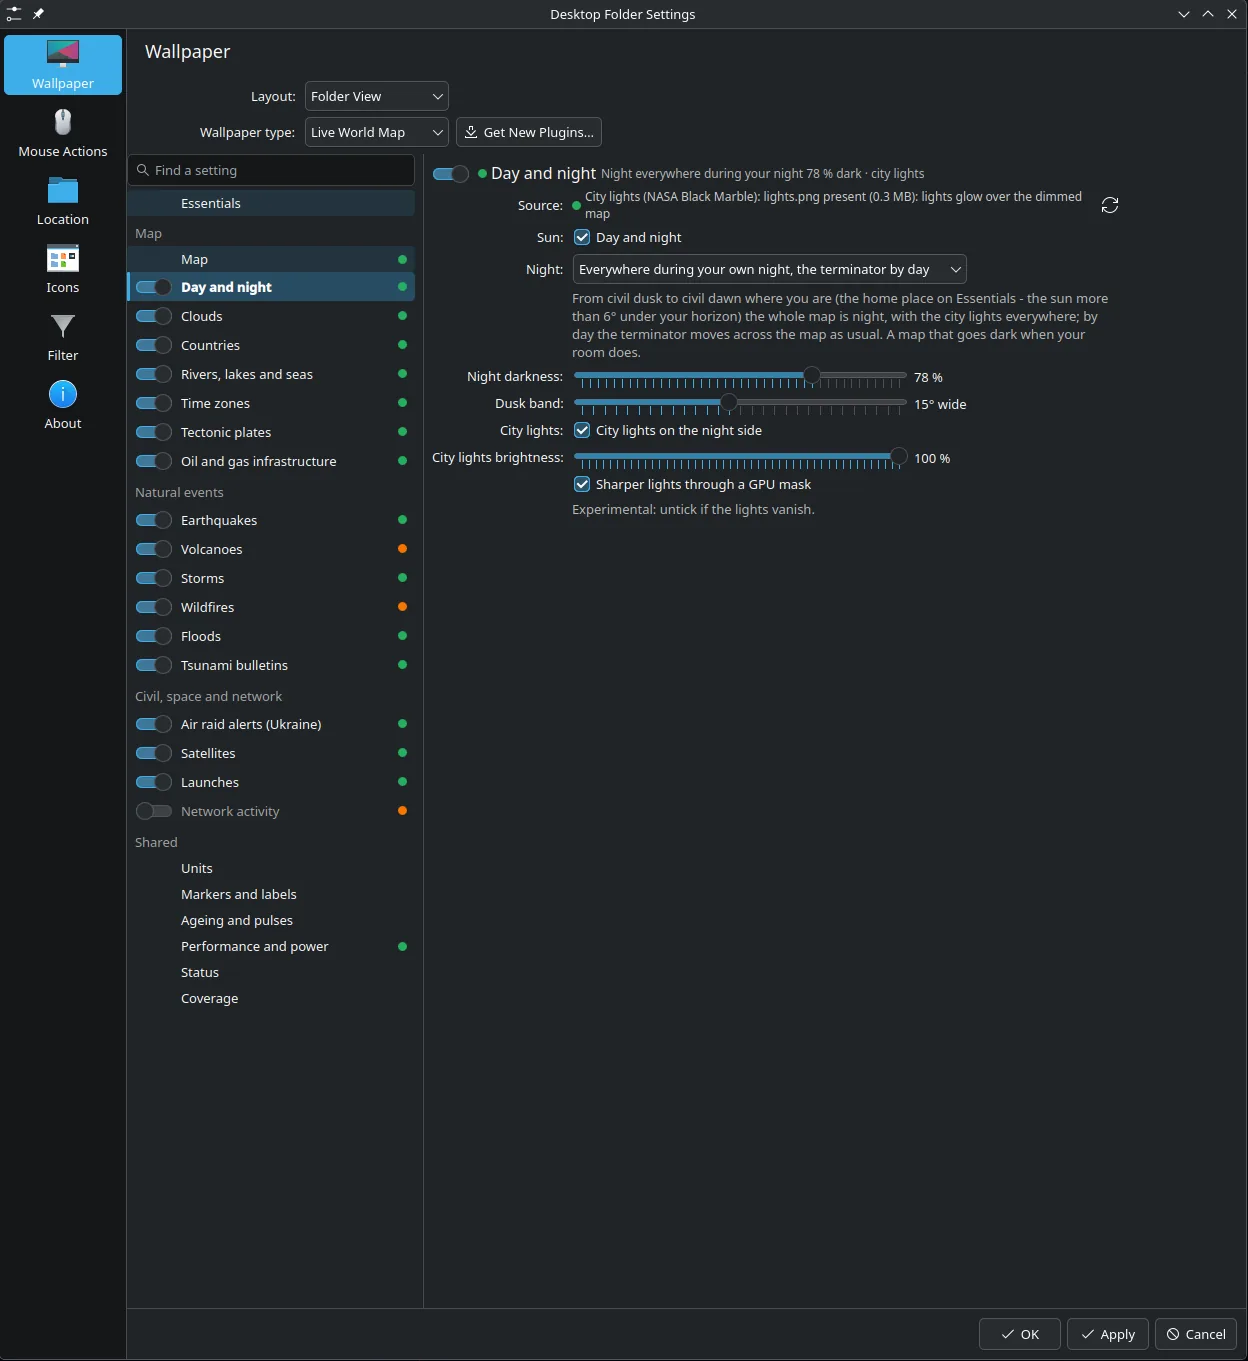 Desktop Folder Settings
Wallpaper
Mouse Actions
Location
Icons
Filter
About
Wallpaper
Layout: Folder View
Wallpaper type: Live World Map Get New Plugins...
Find a setting
Essentials
Map
Map
Day and night
Clouds
Countries
Rivers, lakes and seas
Time zones
Tectonic plates
Oil and gas infrastructure
Natural events
Earthquakes
Volcanoes
Storms
Wildfires
Floods
Tsunami bulletins
Civil, space and network
Air raid alerts (Ukraine)
Satellites
Launches
Network activity
Shared
Units
Markers and labels
Ageing and pulses
Performance and power
Status
Coverage
Day and night Night everywhere during your night 78 % dark · city lights
Source: City lights (NASA Black Marble): lights.png present (0.3 MB): lights glow over the dimmed
map
Sun: Day and night
Night: Everywhere during your own night, the terminator by day
From civil dusk to civil dawn where you are (the home place on Essentials - the sun more
than 6° under your horizon) the whole map is night, with the city lights everywhere; by
day the terminator moves across the map as usual. A map that goes dark when your
room does.
Night darkness: 78 %
Dusk band: 15° wide
City lights: City lights on the night side
City lights brightness: 100 %
Sharper lights through a GPU mask
Experimental: untick if the lights vanish.
OK Apply Cancel